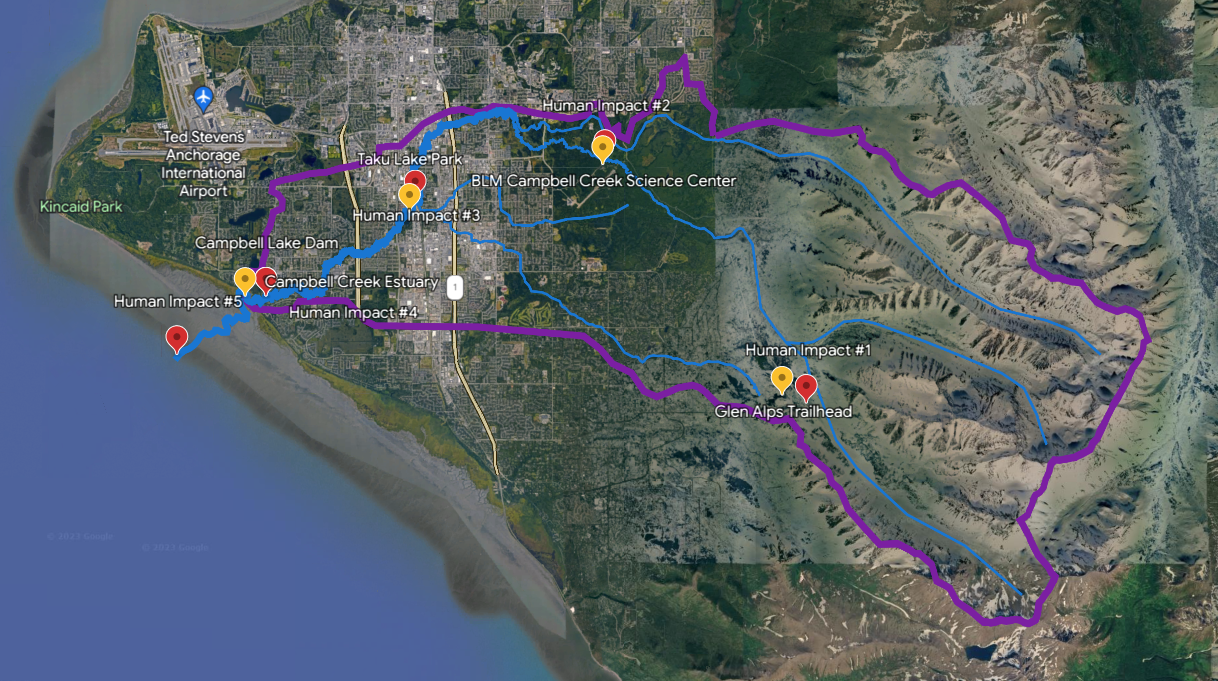 Human Impact #2
Ted Stevens
Anchorage
International
Airport
Taku Lake Park
BLM Campbell Creek Science Center
Kincaid Park
Human Impact #3
Campbell Lake Dam
Campbell Creek Estuary
1
Human Impact #5
Human Impact #4
Human Impact #1
Glen Alps Trailhead